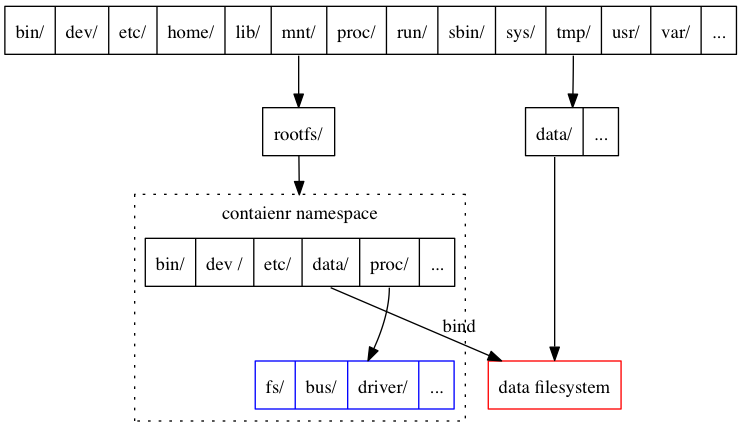 bin/ dev/ etc/ home/ lib/ mnt/ proc/ run/ sbin/ sys/ tmp/ usr/ var/ ...
rootfs/ data/ ...
contaienr namespace
bin/ dev / etc/ data/ proc/ ...
bind
fs/ bus/ driver/ ... data filesystem